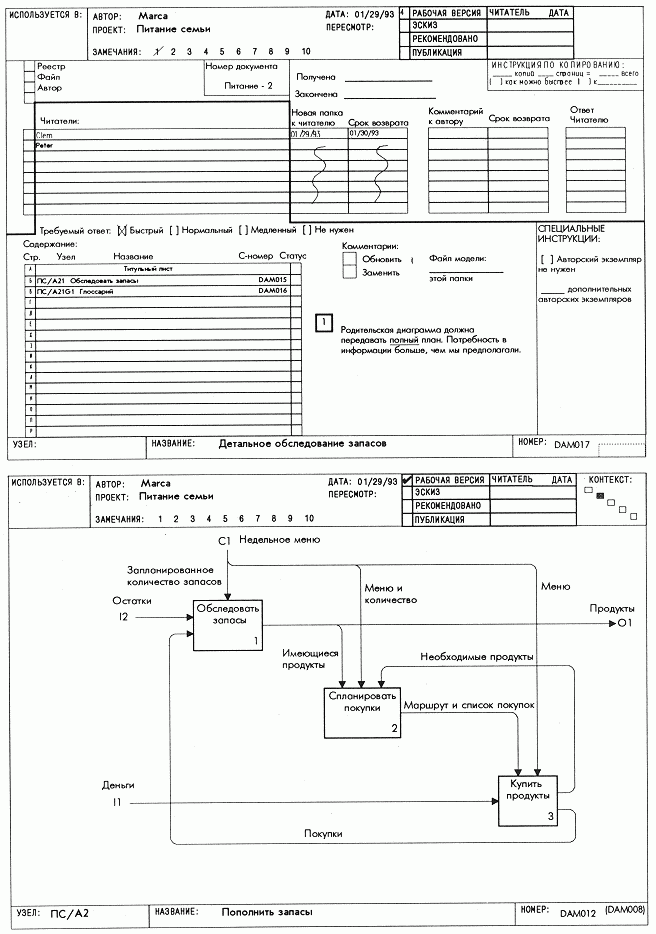 ИСПОЛЬЗУЕТСЯ В:
АВТОР: Marca
ДАТА: 01/29/93
ПРОЕКТ: Питание семьи
ПЕРЕСМОТР:
ЗАМЕЧАНИЯ: 1 2 3 4 5 6 7 8 9 10
РАБОЧАЯ ВЕРСИЯ
ЭСКИЗ
РЕКОМЕНДОВАНО
ПУБЛИКАЦИЯ
ЧИТАТЕЛЬ ДАТА
Реестр
Файл
Автор
Номер документа
Питание - 2
Получена
Закончена
ИНСТРУКЦИЯ ПО КОПИРОВАНИЮ:
____ копий ____ страниц = ____ всего
( ) как можно быстрее ( ) к
Читатели:
Новая папка
к читателю
Срок возврата
Clem 01/29/93 01/30/93
Peter
Комментарий
к автору
Срок возврата
Ответ
Читателю
Требуемый ответ: [X] Быстрый [ ] Нормальный [ ] Медленный [ ] Не нужен
Содержание:
Стр. Узел Название С-номер Статус
А Титульный лист
Б ПС/А21 Обследовать запасы DAM015
В ПС/А21G1 Глоссарий DAM016
Комментарии:
Обновить
Заменить
Файл модели:
этой папки
1
Родительская диаграмма должна
передавать полный план. Потребность в
информации больше, чем мы предполагали.
СПЕЦИАЛЬНЫЕ
ИНСТРУКЦИИ:
[ ] Авторский экземпляр
не нужен
____ дополнительных
авторских экземпляров
УЗЕЛ:
НАЗВАНИЕ: Детальное обследование запасов
НОМЕР: DAM017
ИСПОЛЬЗУЕТСЯ В:
АВТОР: Marca
ДАТА: 01/29/93
ПРОЕКТ: Питание семьи
ПЕРЕСМОТР:
ЗАМЕЧАНИЯ: 1 2 3 4 5 6 7 8 9 10
РАБОЧАЯ ВЕРСИЯ
ЭСКИЗ
РЕКОМЕНДОВАНО
ПУБЛИКАЦИЯ
ЧИТАТЕЛЬ ДАТА
КОНТЕКСТ:
С1 Недельное меню
Запланированное
количество запасов
Меню и
количество
Меню
Остатки
I2
Обследовать
запасы
1
Продукты
О1
Имеющиеся
продукты
Необходимые продукты
Спланировать
покупки
2
Маршрут и список покупок
Деньги
I1
Купить
продукты
3
Покупки
УЗЕЛ: ПС/А2
НАЗВАНИЕ: Пополнить запасы
НОМЕР: DAM012 (DAM008)